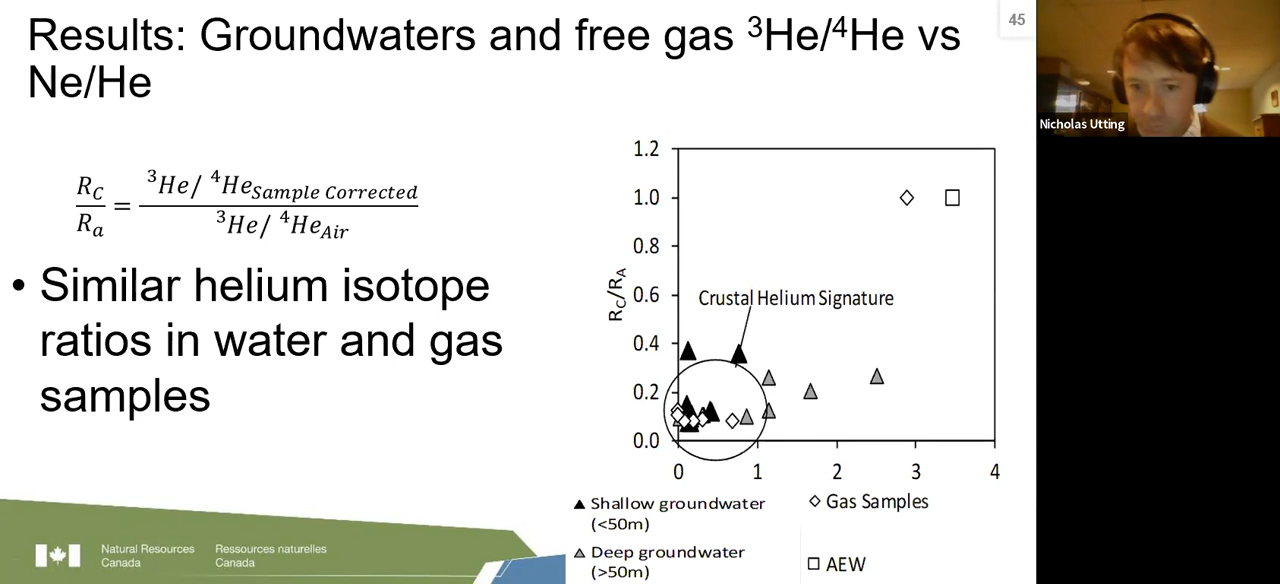 Results: Groundwaters and free gas ³He/⁴He vs
Ne/He
45
Nicholas Utting
R_C/R_a = ³He/ ⁴He_Sample Corrected / ³He/ ⁴He_Air
• Similar helium isotope
ratios in water and gas
samples
R_C/R_A
1.2
1.0
0.8
0.6
0.4
0.2
0.0
Crustal Helium Signature
0 1 2 3 4
▲ Shallow groundwater
(<50m)
◇ Gas Samples
▲ Deep groundwater
(>50m)
□ AEW
Natural Resources
Canada
Ressources naturelles
Canada